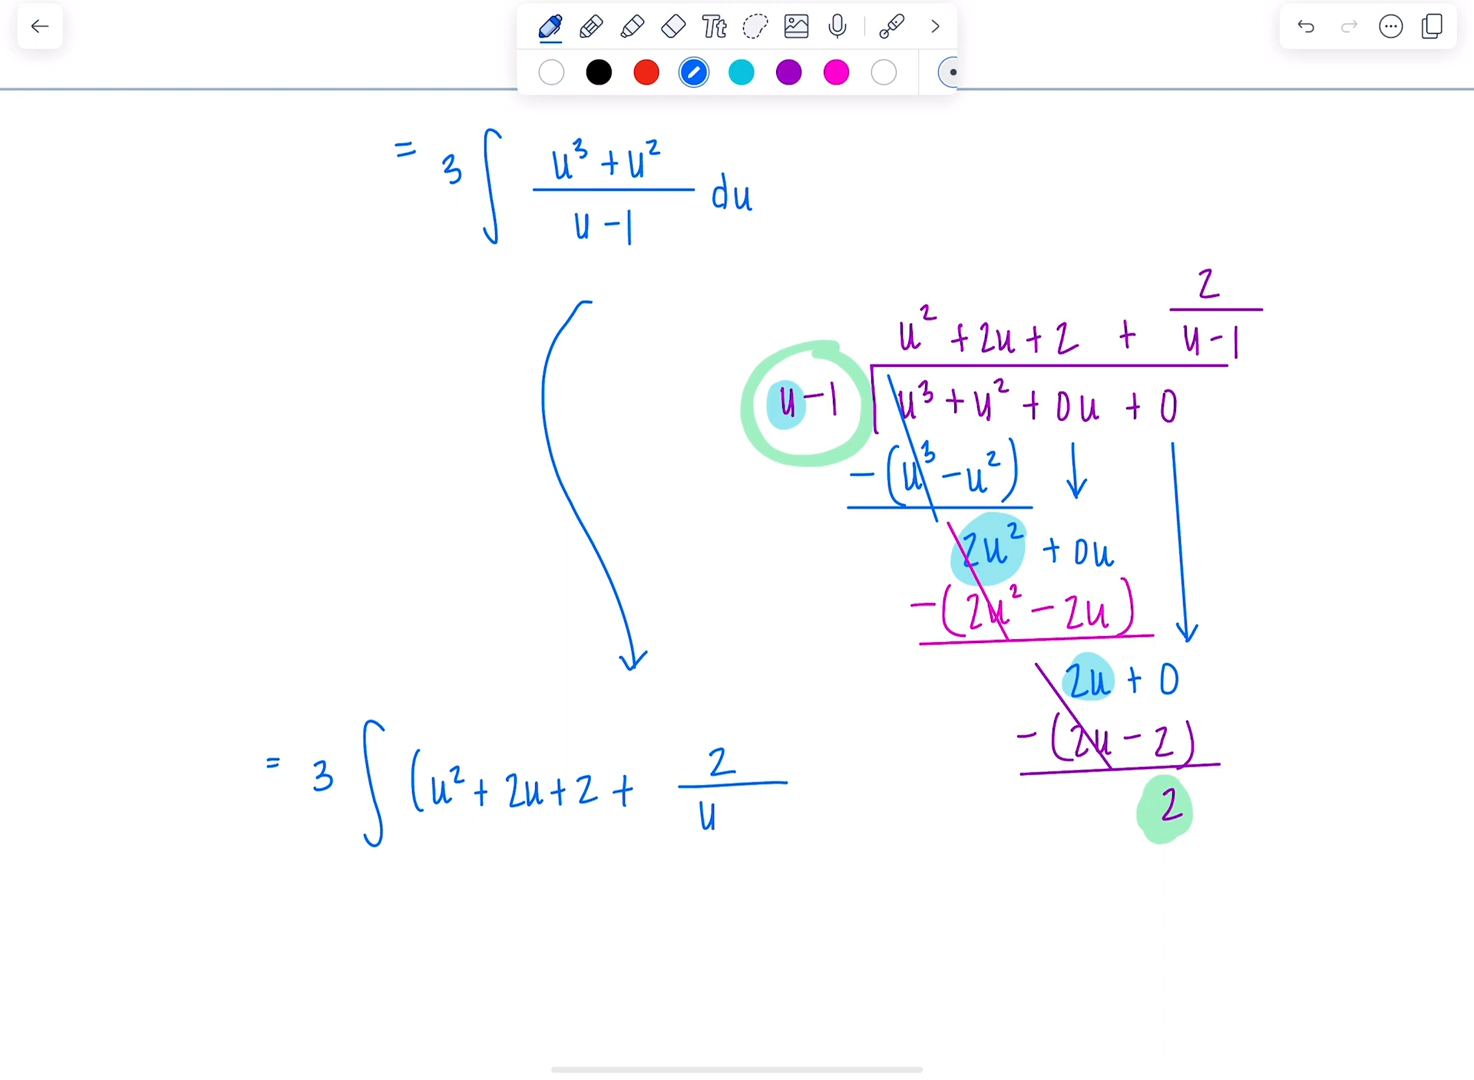 Tt
= 3 ∫ (u³ + u²)/(u - 1) du
u² + 2u + 2 + 2/(u - 1)
u - 1 | u³ + u² + 0u + 0
- (u³ - u²)
2u² + 0u
- (2u² - 2u)
2u + 0
- (2u - 2)
2
= 3 ∫ (u² + 2u + 2 + 2/u